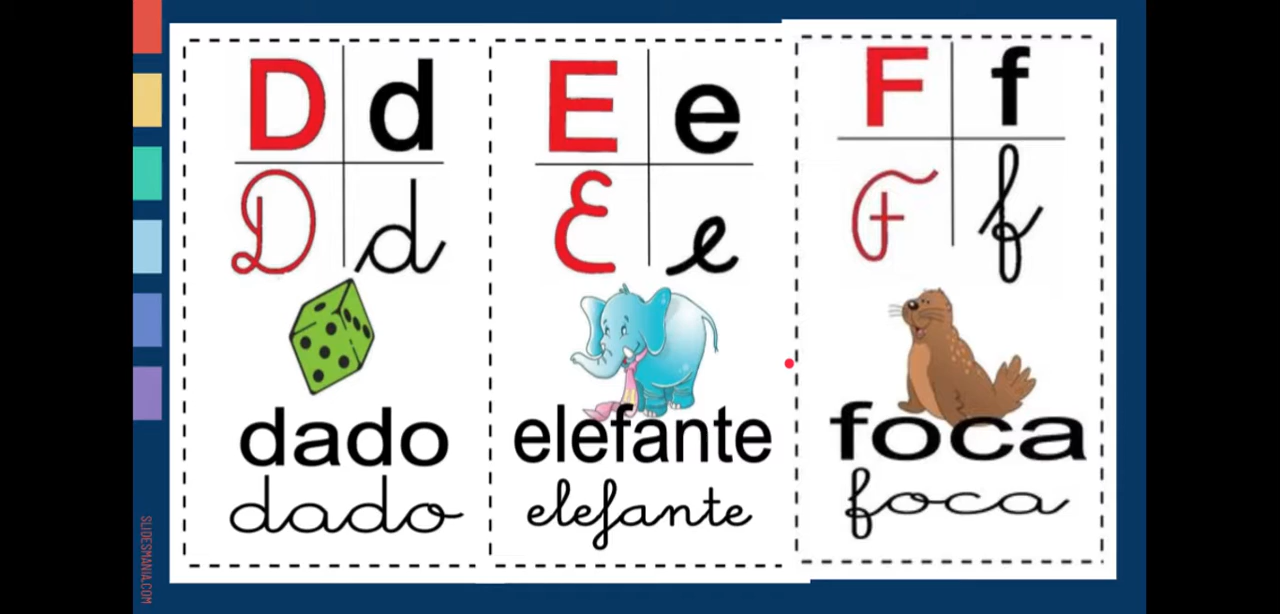 D d
D d
dado
dado
E e
E e
elefante
elefante
F f
F f
foca
foca
SLIDESMANIA.COM